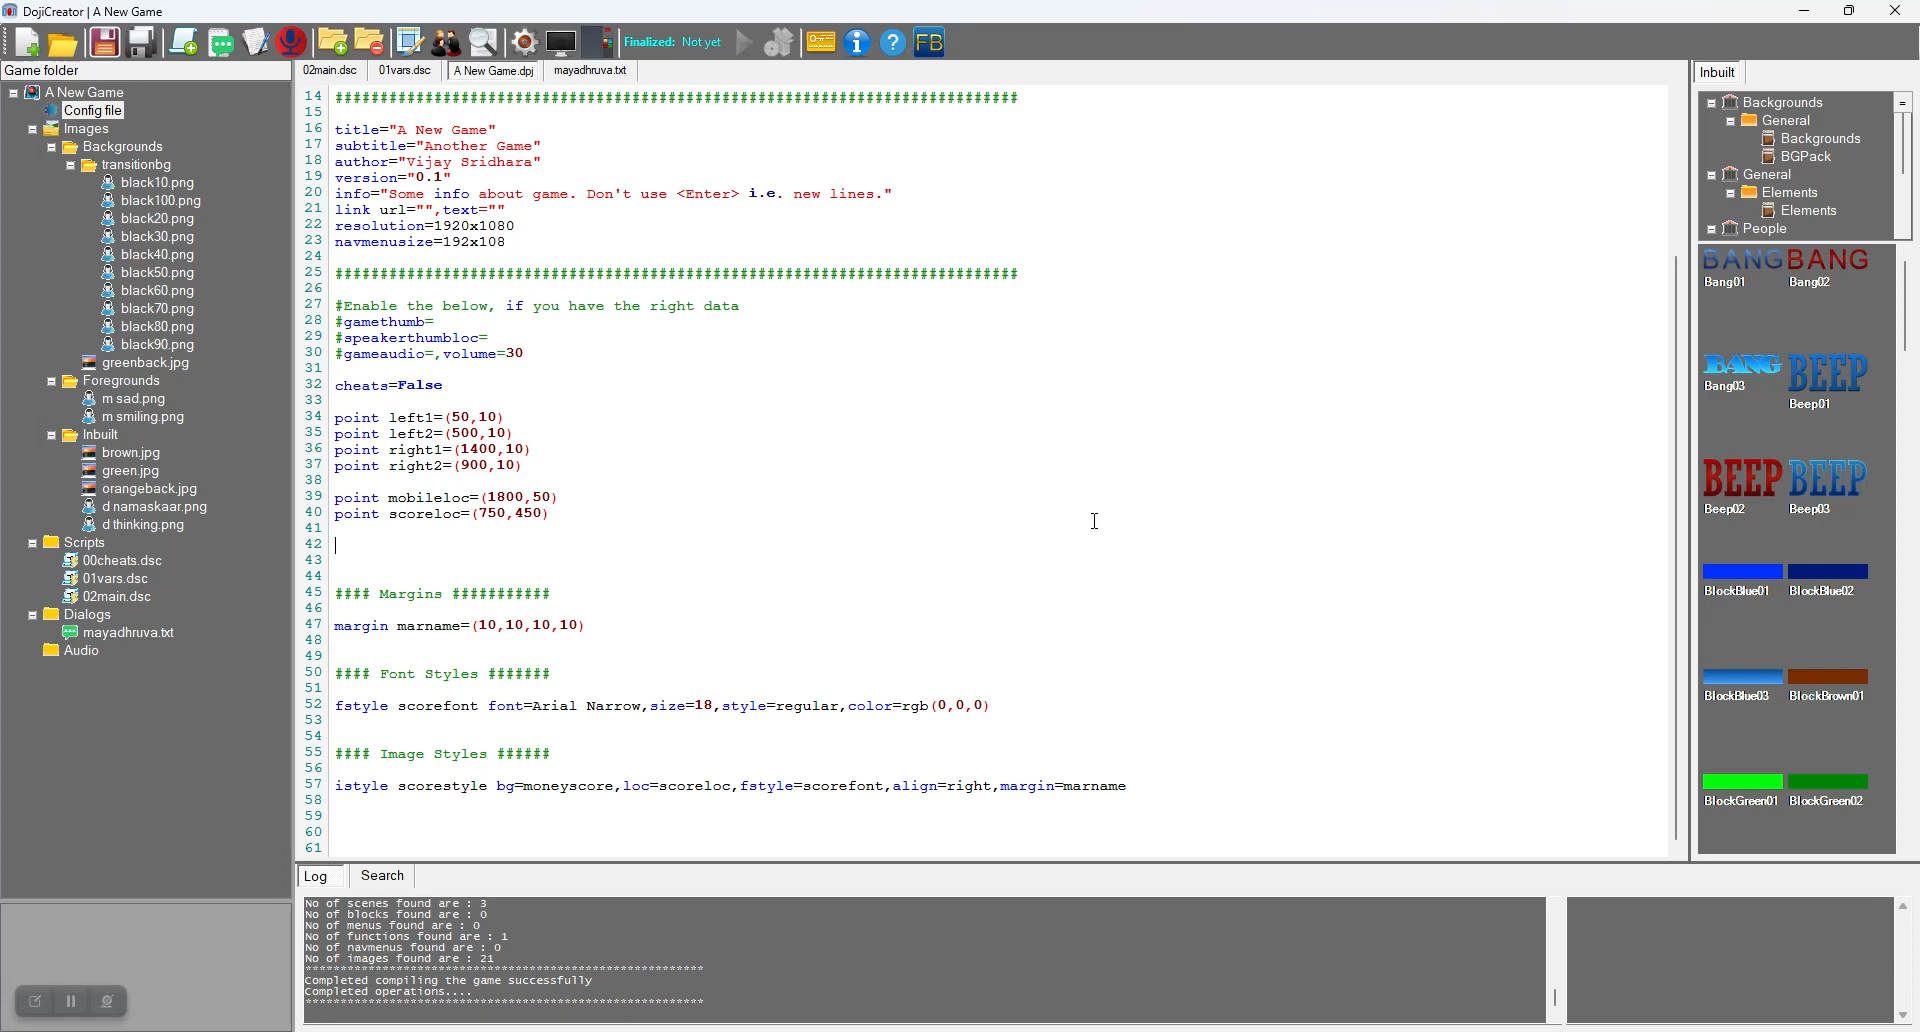 DojiCreator | A New Game
Finalized: Not yet
FB
Game folder
A New Game
Config file
Images
Backgrounds
transitionbg
black10.png
black100.png
black20.png
black30.png
black40.png
black50.png
black60.png
black70.png
black80.png
black90.png
greenback.jpg
Foregrounds
m sad.png
m smiling.png
Inbuilt
brown.jpg
green.jpg
orangeback.jpg
d namaskaar.png
d thinking.png
Scripts
00cheats.dsc
01vars.dsc
02main.dsc
Dialogs
mayadhruva.txt
Audio
02main.dsc 01vars.dsc A New Game.dpj mayadhruva.txt
14 ############################################################################
15
16 title="A New Game"
17 subtitle="Another Game"
18 author="Vijay Sridhara"
19 version="0.1"
20 info="Some info about game. Don't use <Enter> i.e. new lines."
21 link url="",text=""
22 resolution=1920x1080
23 navmenusize=192x108
24
25 ############################################################################
26
27 #Enable the below, if you have the right data
28 #gamethumb=
29 #speakerthumbloc=
30 #gameaudio=,volume=30
31
32 cheats=False
33
34 point left1=(50,10)
35 point left2=(500,10)
36 point right1=(1400,10)
37 point right2=(900,10)
38
39 point mobileloc=(1800,50)
40 point scoreloc=(750,450)
41
42
43
44
45 #### Margins ###########
46
47 margin marname=(10,10,10,10)
48
49
50 #### Font Styles #######
51
52 fstyle scorefont font=Arial Narrow,size=18,style=regular,color=rgb(0,0,0)
53
54
55 #### Image Styles ######
56
57 istyle scorestyle bg=moneyscore,loc=scoreloc,fstyle=scorefont,align=right,margin=marname
58
59
60
61
Inbuilt
Backgrounds
General
Backgrounds
BGPack
General
Elements
Elements
People
BANG BANG
Bang01 Bang02
BANG BEEP
Bang03 Beep01
BEEP BEEP
Beep02 Beep03
BlockBlue01 BlockBlue02
BlockBlue03 BlockBrown01
BlockGreen01 BlockGreen02
Log Search
No of scenes found are : 3
No of blocks found are : 0
No of menus found are : 0
No of functions found are : 1
No of navmenus found are : 0
No of images found are : 21
*********************************************************
Completed compiling the game successfully
Completed operations....
*********************************************************